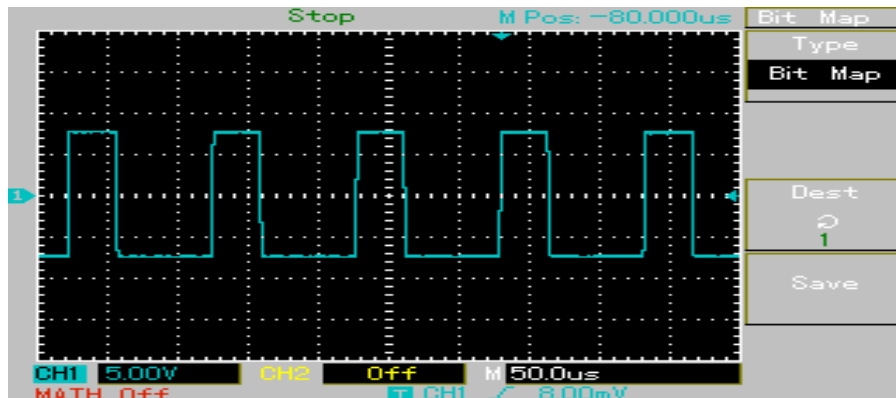 Stop M Pos: -80.000us Bit Map
Type
Bit Map
1
Dest
1
Save
CH1 5.00V CH2 Off M 50.0us
MATH Off T CH1 8.00mV